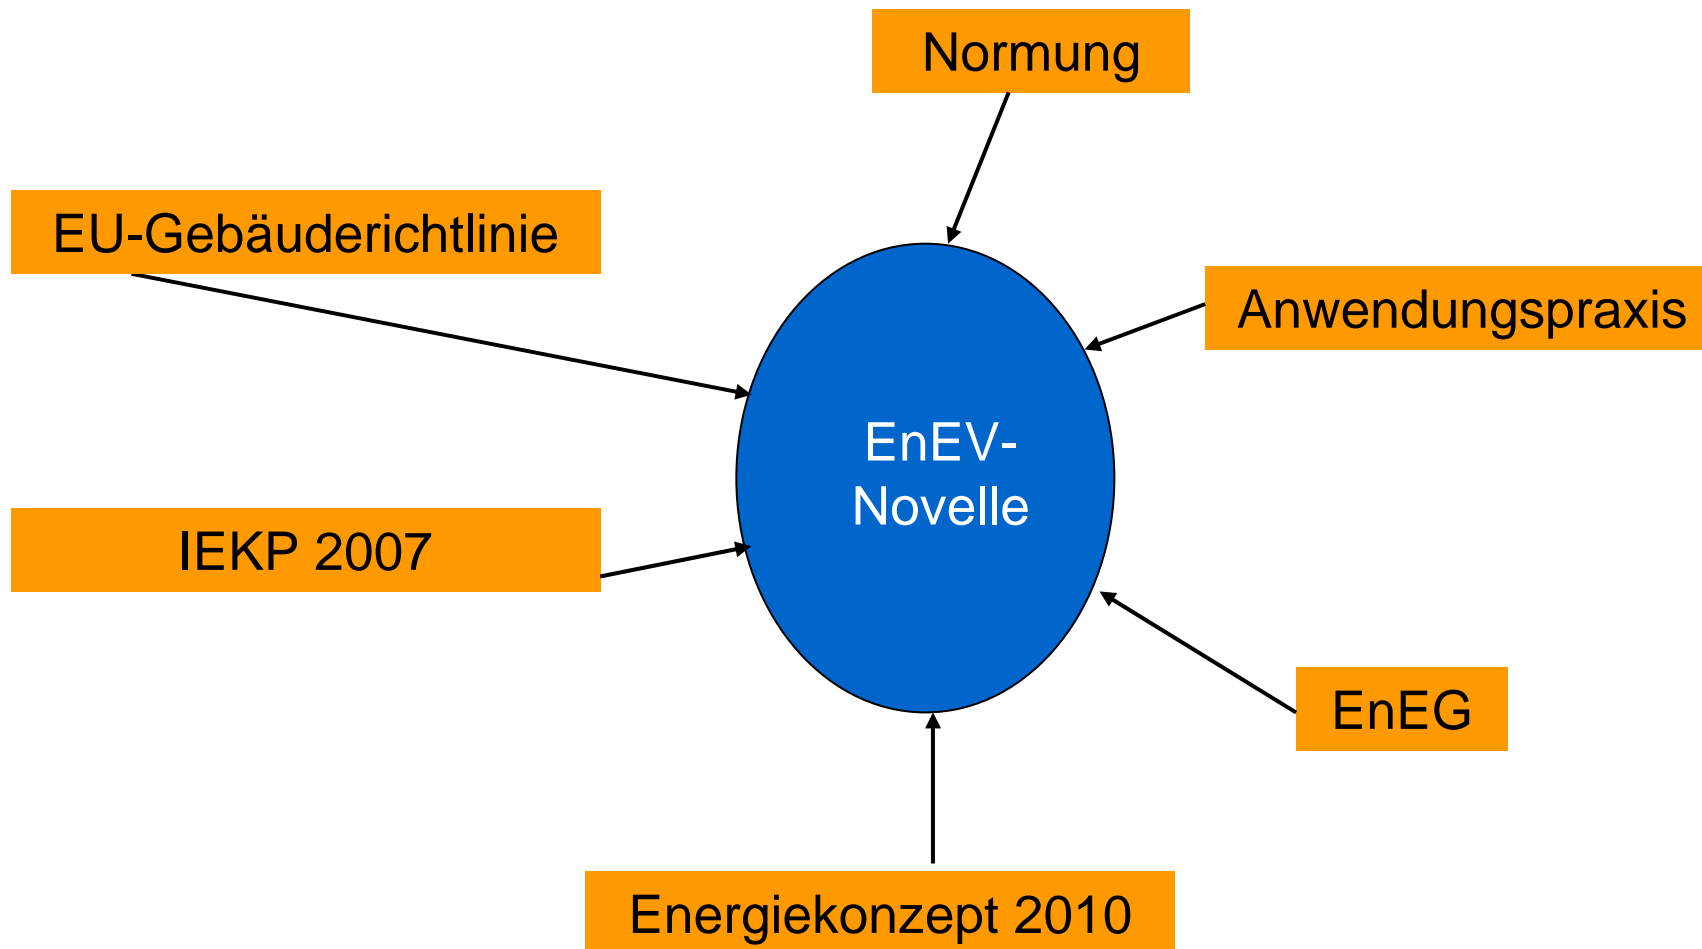 Normung
EU-Gebäuderichtlinie
Anwendungspraxis
EnEV-
Novelle
IEKP 2007
EnEG
Energiekonzept 2010